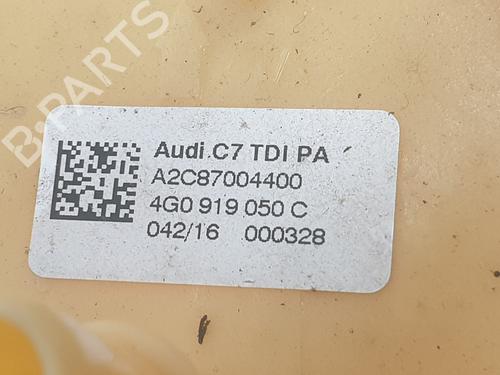 B-PARTS
Audi C7 TDI PA
A2C87004400
4G0 919 050 C
042/16 000328